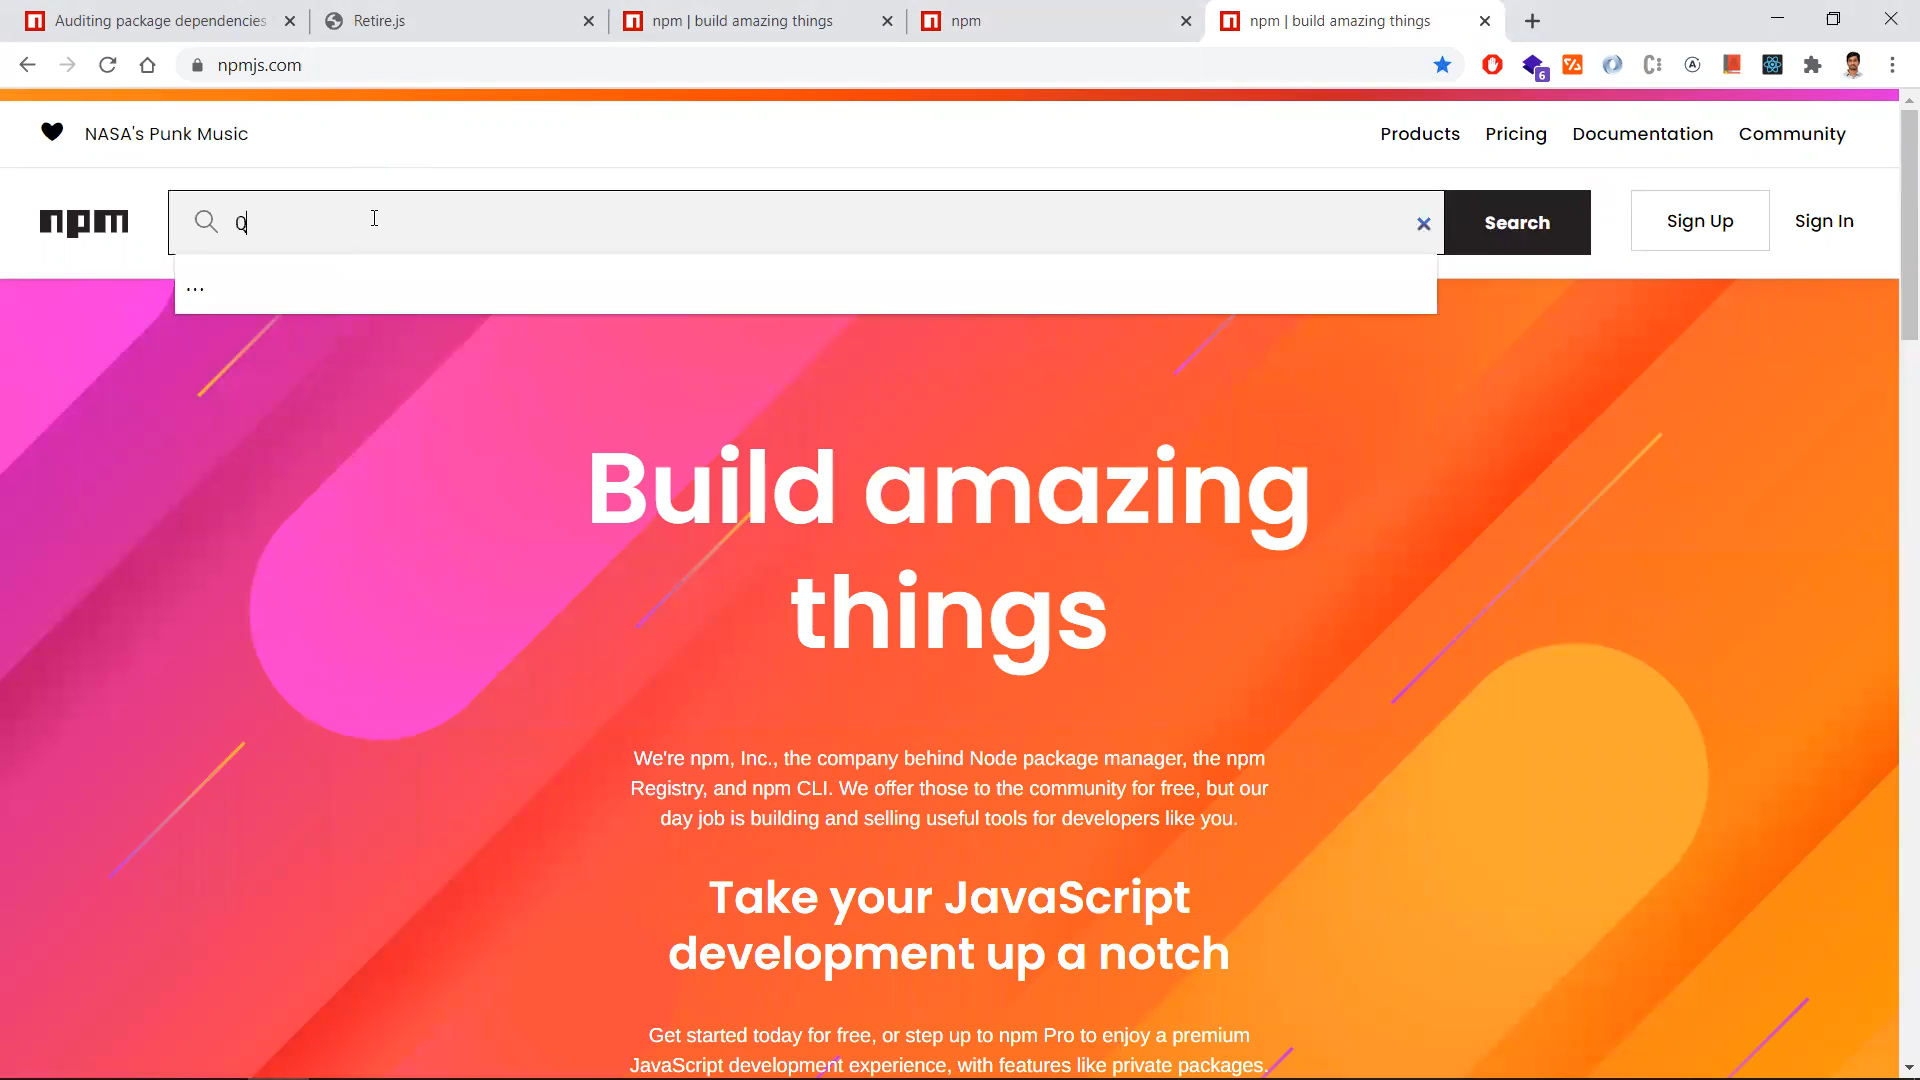 Auditing package dependencies
Retire.js
npm | build amazing things
npm
npm | build amazing things
npmjs.com
6
NASA's Punk Music
Products
Pricing
Documentation
Community
npm
Q
Search
Sign Up
Sign In
...
Build amazing
things
We're npm, Inc., the company behind Node package manager, the npm
Registry, and npm CLI. We offer those to the community for free, but our
day job is building and selling useful tools for developers like you.
Take your JavaScript
development up a notch
Get started today for free, or step up to npm Pro to enjoy a premium
JavaScript development experience, with features like private packages.